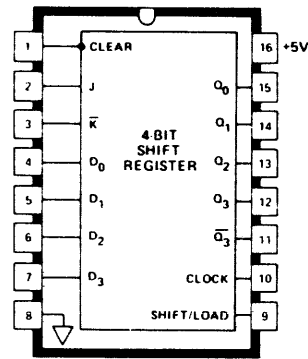 1 CLEAR 16 +5V
2 J Q0 15
3 K̅ Q1 14
4-BIT
SHIFT
REGISTER
4 D0 Q2 13
5 D1 Q3 12
6 D2 Q̅3 11
7 D3 CLOCK 10
8 SHIFT/LOAD 9